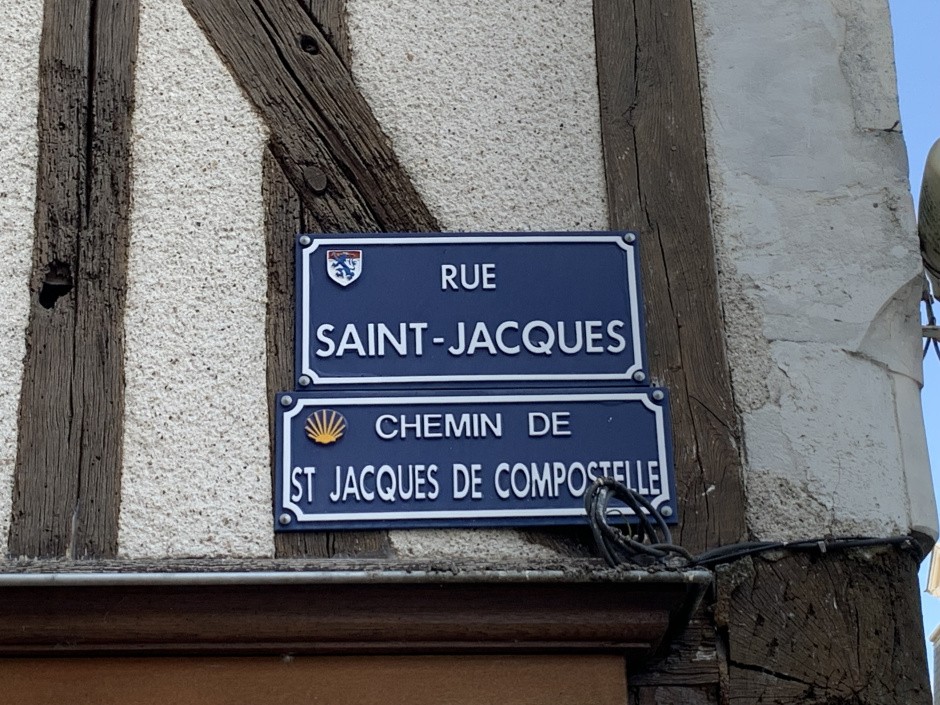 RUE
SAINT-JACQUES
CHEMIN DE
ST JACQUES DE COMPOSTELLE